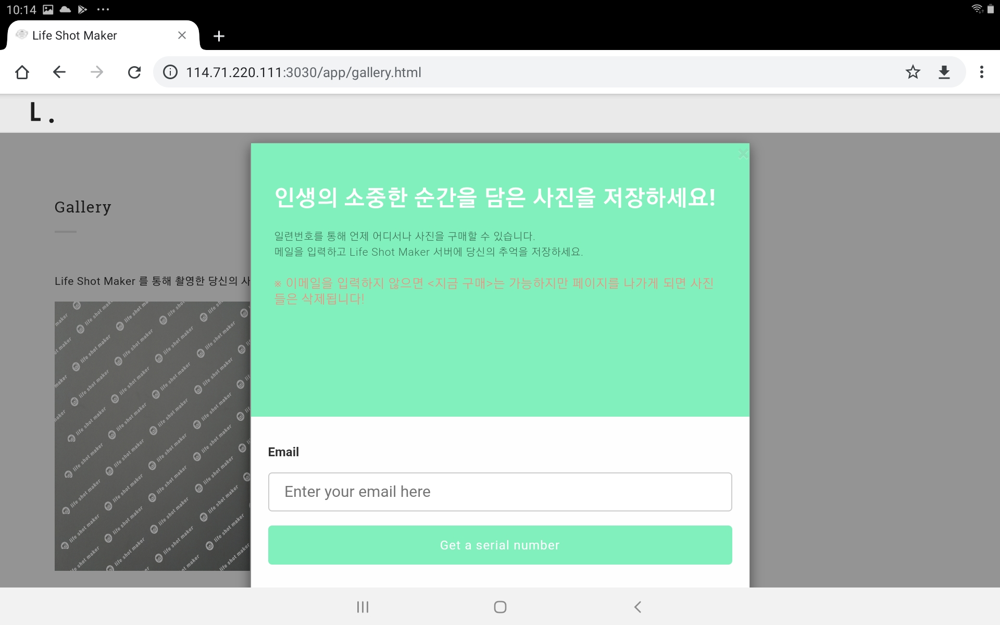 10:14
Life Shot Maker
114.71.220.111:3030/app/gallery.html
L.
인생의 소중한 순간을 담은 사진을 저장하세요!
Gallery
일련번호를 통해 언제 어디서나 사진을 구매할 수 있습니다.
메일을 입력하고 Life Shot Maker 서버에 당신의 추억을 저장하세요.
Life Shot Maker 를 통해 촬영한 당신의 사
※ 이메일을 입력하지 않으면 <지금 구매>는 가능하지만 페이지를 나가게 되면 사진
들은 삭제됩니다!
life shot maker
Email
Enter your email here
Get a serial number